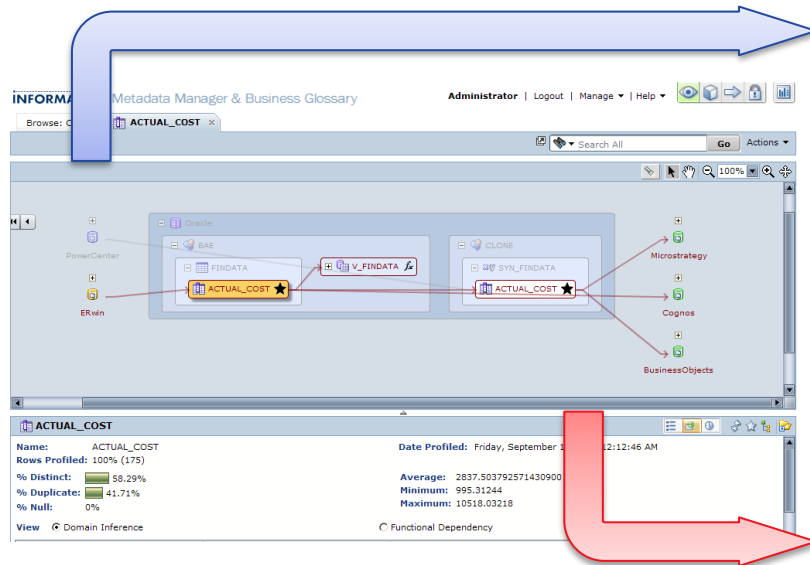 INFORMA
Metadata Manager & Business Glossary
Administrator | Logout | Manage | Help
Browse: C
ACTUAL_COST ×
Search All
Go
Actions
100%
Oracle
BAE
CLONE
PowerCenter
FINDATA
V_FINDATA fx
SYN_FINDATA
Microstrategy
ACTUAL_COST
ACTUAL_COST
ERwin
Cognos
BusinessObjects
ACTUAL_COST
Name: ACTUAL_COST
Date Profiled: Friday, September 1 12:12:46 AM
Rows Profiled: 100% (175)
% Distinct: 58.29%
Average: 2837.503792571430900
% Duplicate: 41.71%
Minimum: 995.31244
% Null: 0%
Maximum: 10518.03218
View Domain Inference
Functional Dependency